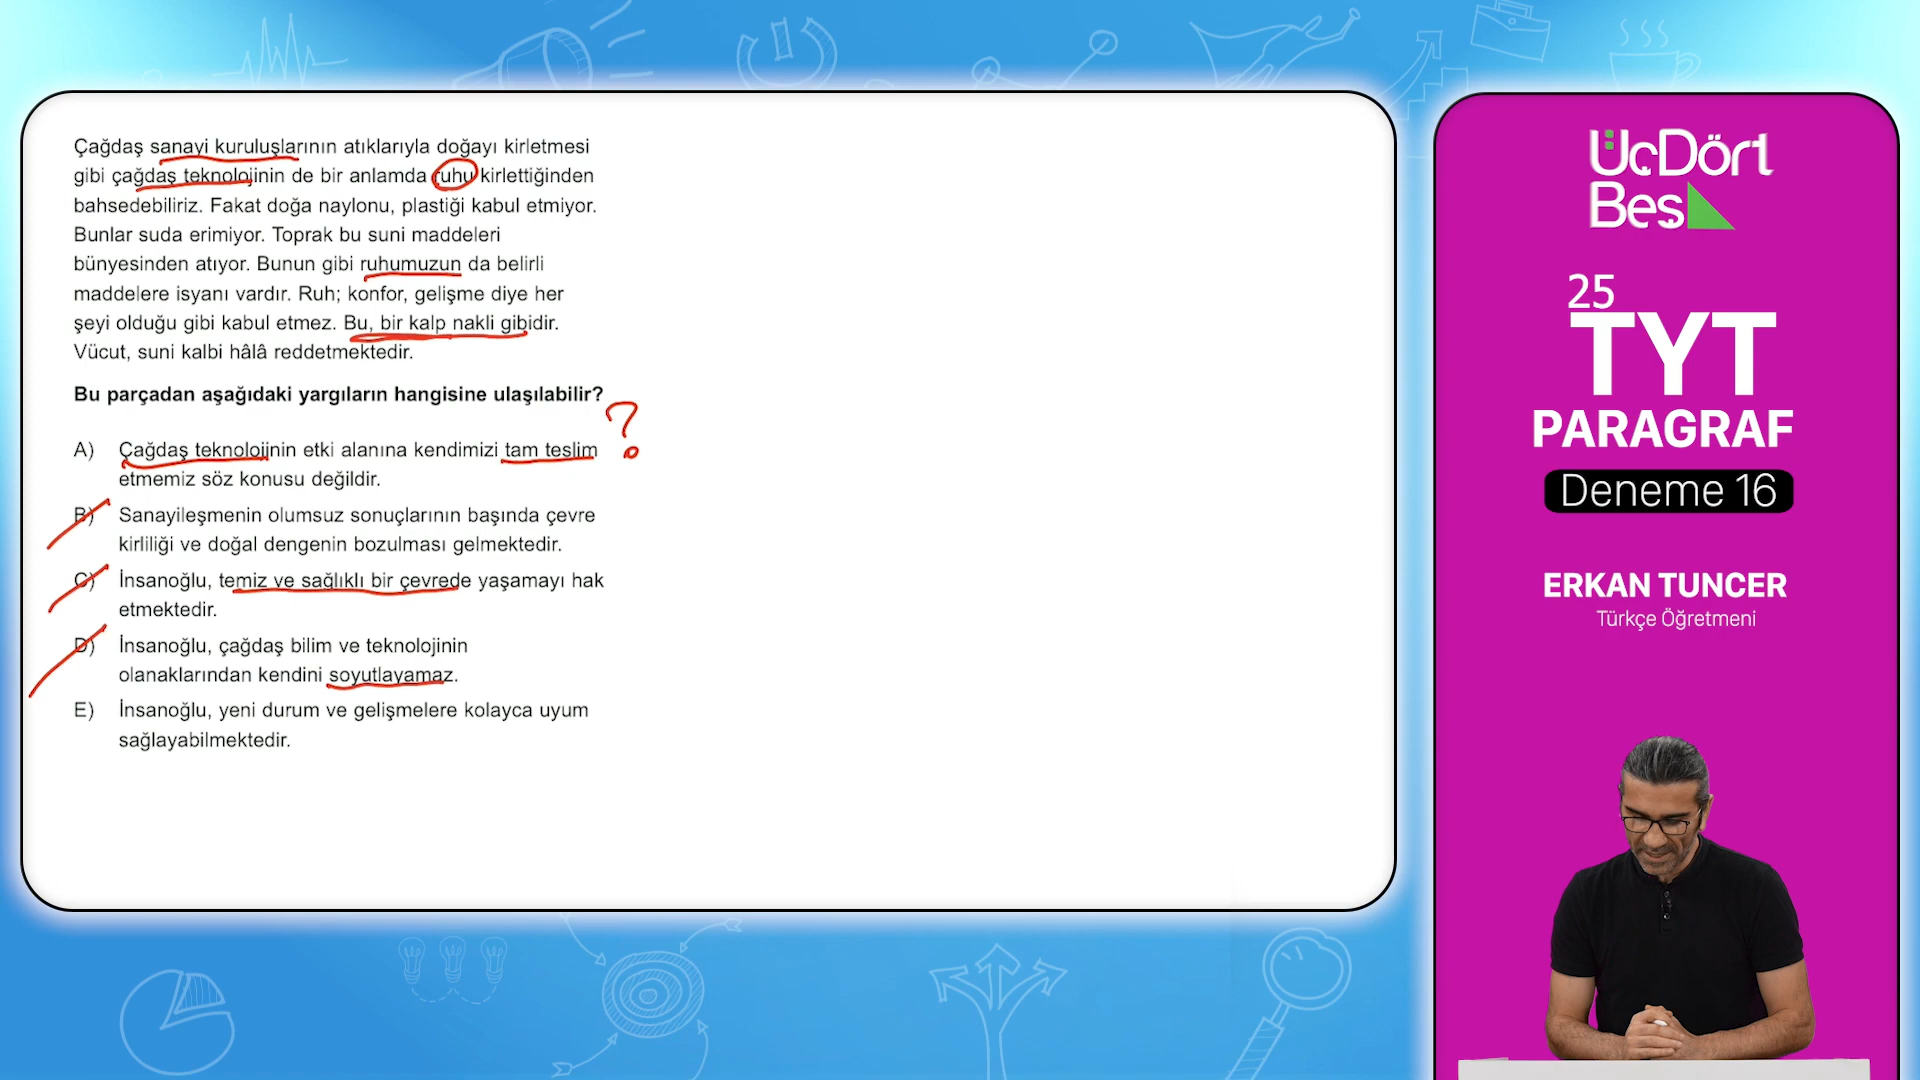 Çağdaş sanayi kuruluşlarının atıklarıyla doğayı kirletmesi
gibi çağdaş teknolojinin de bir anlamda ruhu kirlettiğinden
bahsedebiliriz. Fakat doğa naylonu, plastiği kabul etmiyor.
Bunlar suda erimiyor. Toprak bu suni maddeleri
bünyesinden atıyor. Bunun gibi ruhumuzun da belirli
maddelere isyanı vardır. Ruh; konfor, gelişme diye her
şeyi olduğu gibi kabul etmez. Bu, bir kalp nakli gibidir.
Vücut, suni kalbi hâlâ reddetmektedir.
Bu parçadan aşağıdaki yargıların hangisine ulaşılabilir?
?
A) Çağdaş teknolojinin etki alanına kendimizi tam teslim
etmemiz söz konusu değildir.
B) Sanayileşmenin olumsuz sonuçlarının başında çevre
kirliliği ve doğal dengenin bozulması gelmektedir.
C) İnsanoğlu, temiz ve sağlıklı bir çevrede yaşamayı hak
etmektedir.
D) İnsanoğlu, çağdaş bilim ve teknolojinin
olanaklarından kendini soyutlayamaz.
E) İnsanoğlu, yeni durum ve gelişmelere kolayca uyum
sağlayabilmektedir.
ÜçDört
Beş
25
TYT
PARAGRAF
Deneme 16
ERKAN TUNCER
Türkçe Öğretmeni